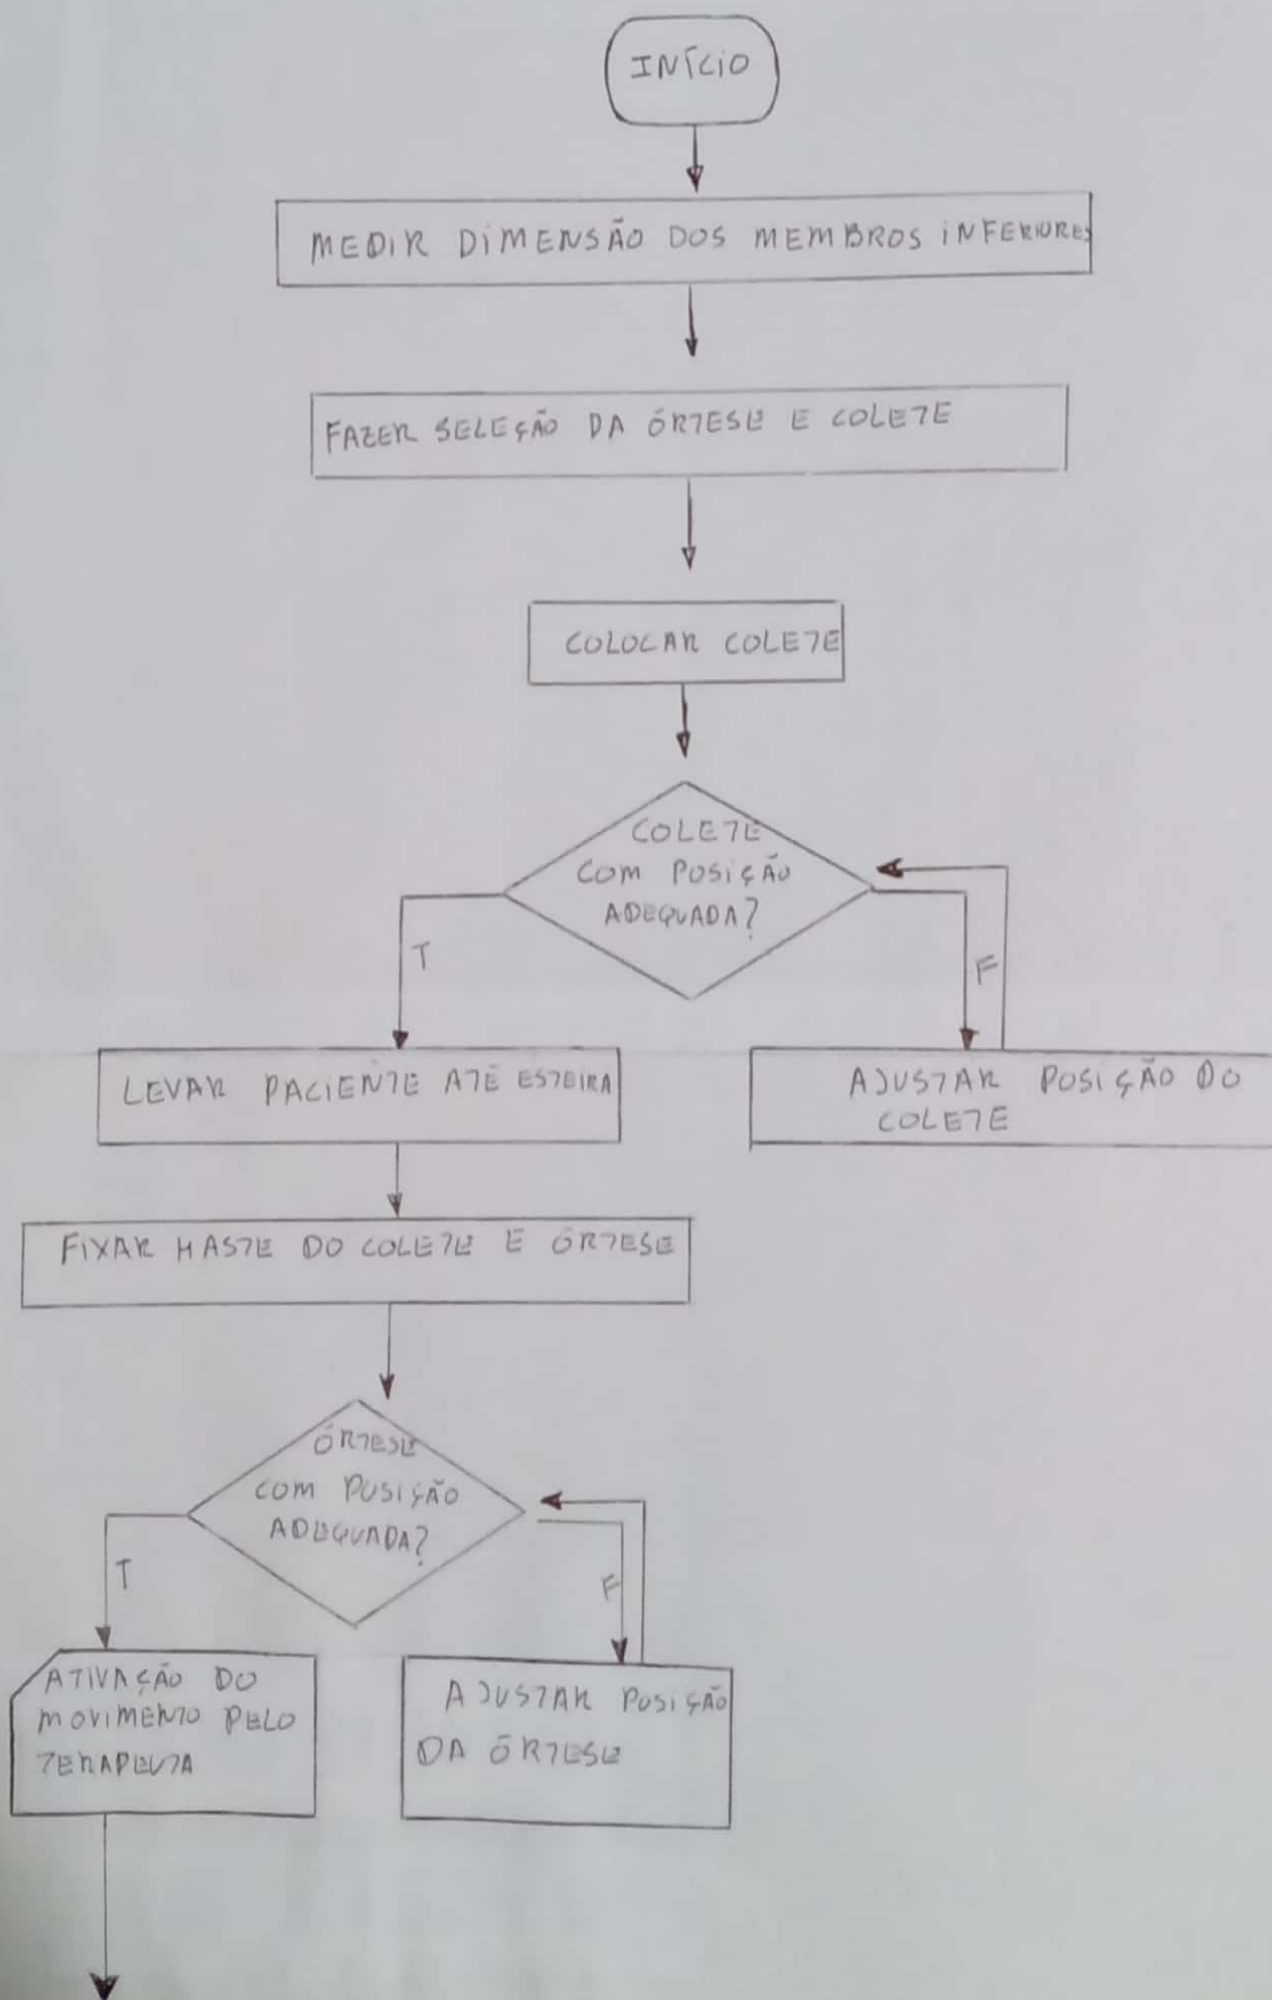 INÍCIO
MEDIR DIMENSÃO DOS MEMBROS INFERIORES
FAZER SELEÇÃO DA ÓRTESE E COLETE
COLOCAR COLETE
COLETE
COM POSIÇÃO
ADEQUADA?
T
F
LEVAR PACIENTE ATÉ ESTEIRA
AJUSTAR POSIÇÃO DO
COLETE
FIXAR HASTE DO COLETE E ÓRTESE
ÓRTESE
COM POSIÇÃO
ADEQUADA?
T
F
ATIVAÇÃO DO
MOVIMENTO PELO
TERAPEUTA
AJUSTAR POSIÇÃO
DA ÓRTESE